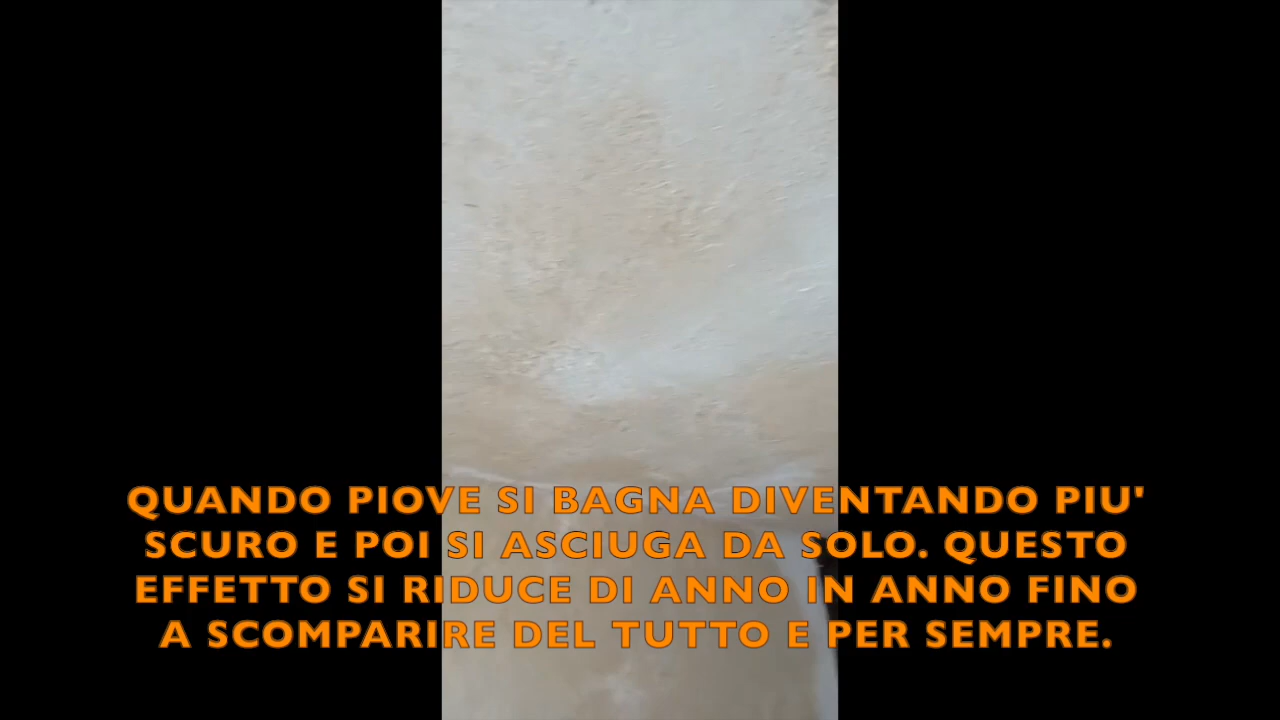 QUANDO PIOVE SI BAGNA DIVENTANDO PIU'
SCURO E POI SI ASCIUGA DA SOLO. QUESTO
EFFETTO SI RIDUCE DI ANNO IN ANNO FINO
A SCOMPARIRE DEL TUTTO E PER SEMPRE.